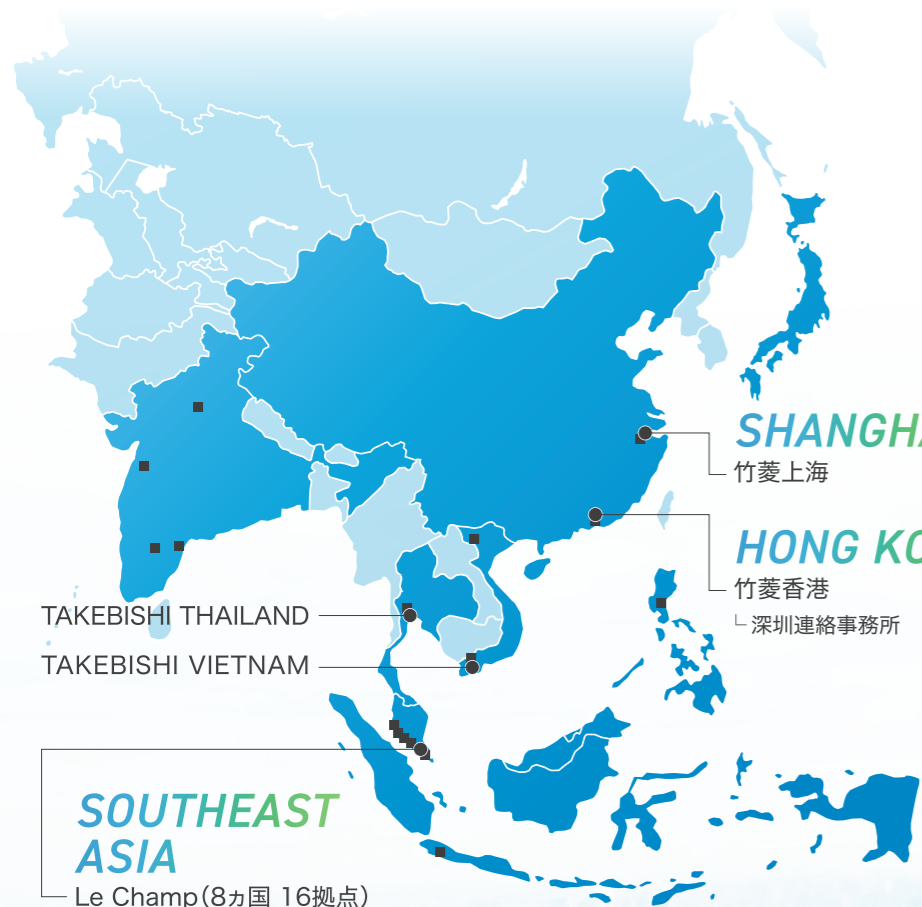 SHANGHA
竹菱上海
HONG KO
竹菱香港
└ 深圳連絡事務所
TAKEBISHI THAILAND
TAKEBISHI VIETNAM
SOUTHEAST
ASIA
Le Champ(8ヵ国 16拠点)